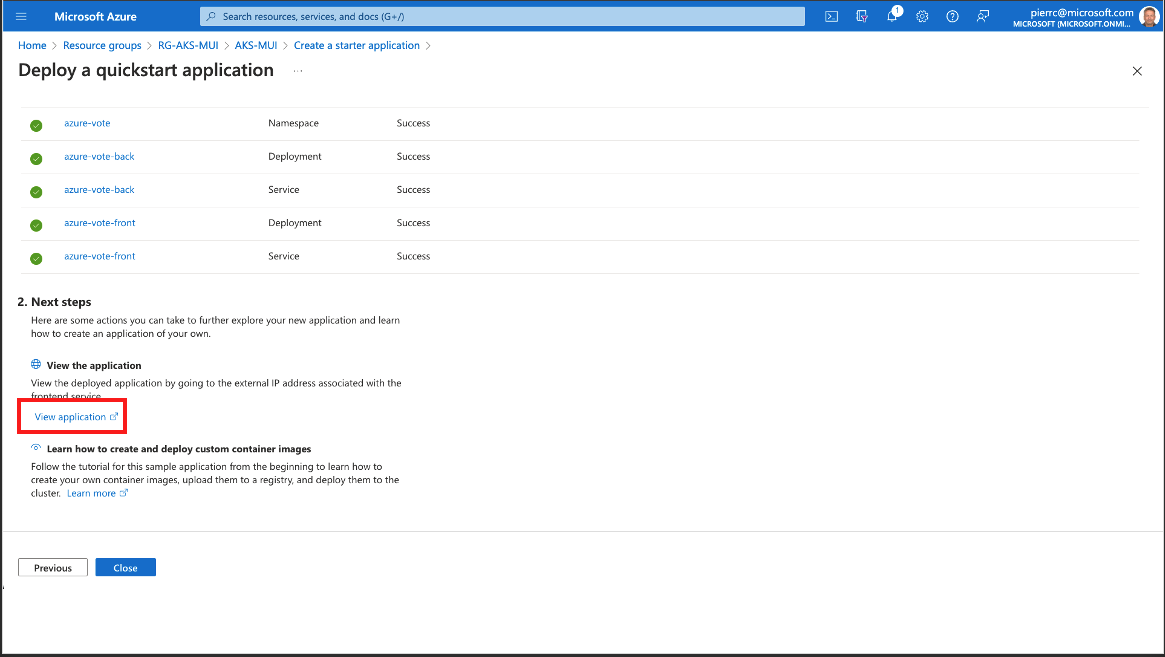 Microsoft Azure
Search resources, services, and docs (G+/)
1
pierrc@microsoft.com
MICROSOFT (MICROSOFT.ONMI...
Home > Resource groups > RG-AKS-MUI > AKS-MUI > Create a starter application >
Deploy a quickstart application ...
azure-vote Namespace Success
azure-vote-back Deployment Success
azure-vote-back Service Success
azure-vote-front Deployment Success
azure-vote-front Service Success
2. Next steps
Here are some actions you can take to further explore your new application and learn
how to create an application of your own.
View the application
View the deployed application by going to the external IP address associated with the
frontend service.
View application
Learn how to create and deploy custom container images
Follow the tutorial for this sample application from the beginning to learn how to
create your own container images, upload them to a registry, and deploy them to the
cluster. Learn more
Previous Close